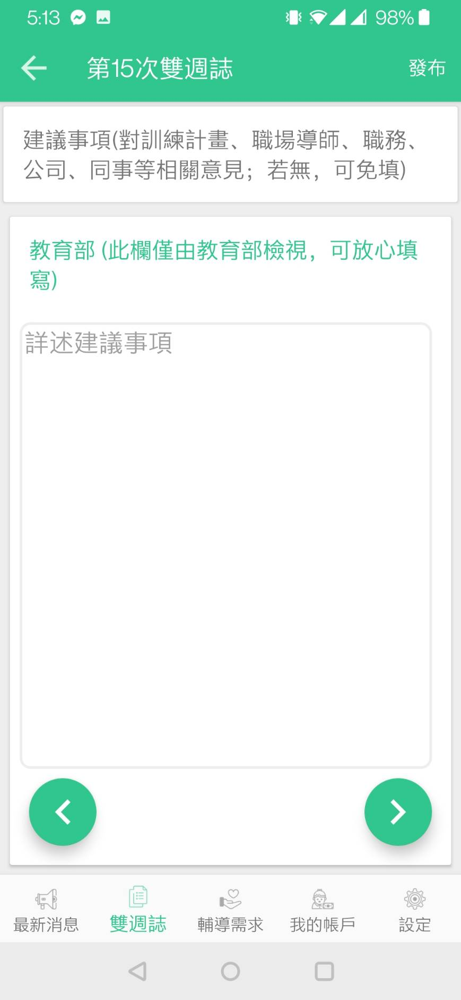 5:13 98%
第15次雙週誌 發布
建議事項(對訓練計畫、職場導師、職務、
公司、同事等相關意見；若無，可免填)
教育部 (此欄僅由教育部檢視，可放心填
寫)
詳述建議事項
最新消息 雙週誌 輔導需求 我的帳戶 設定